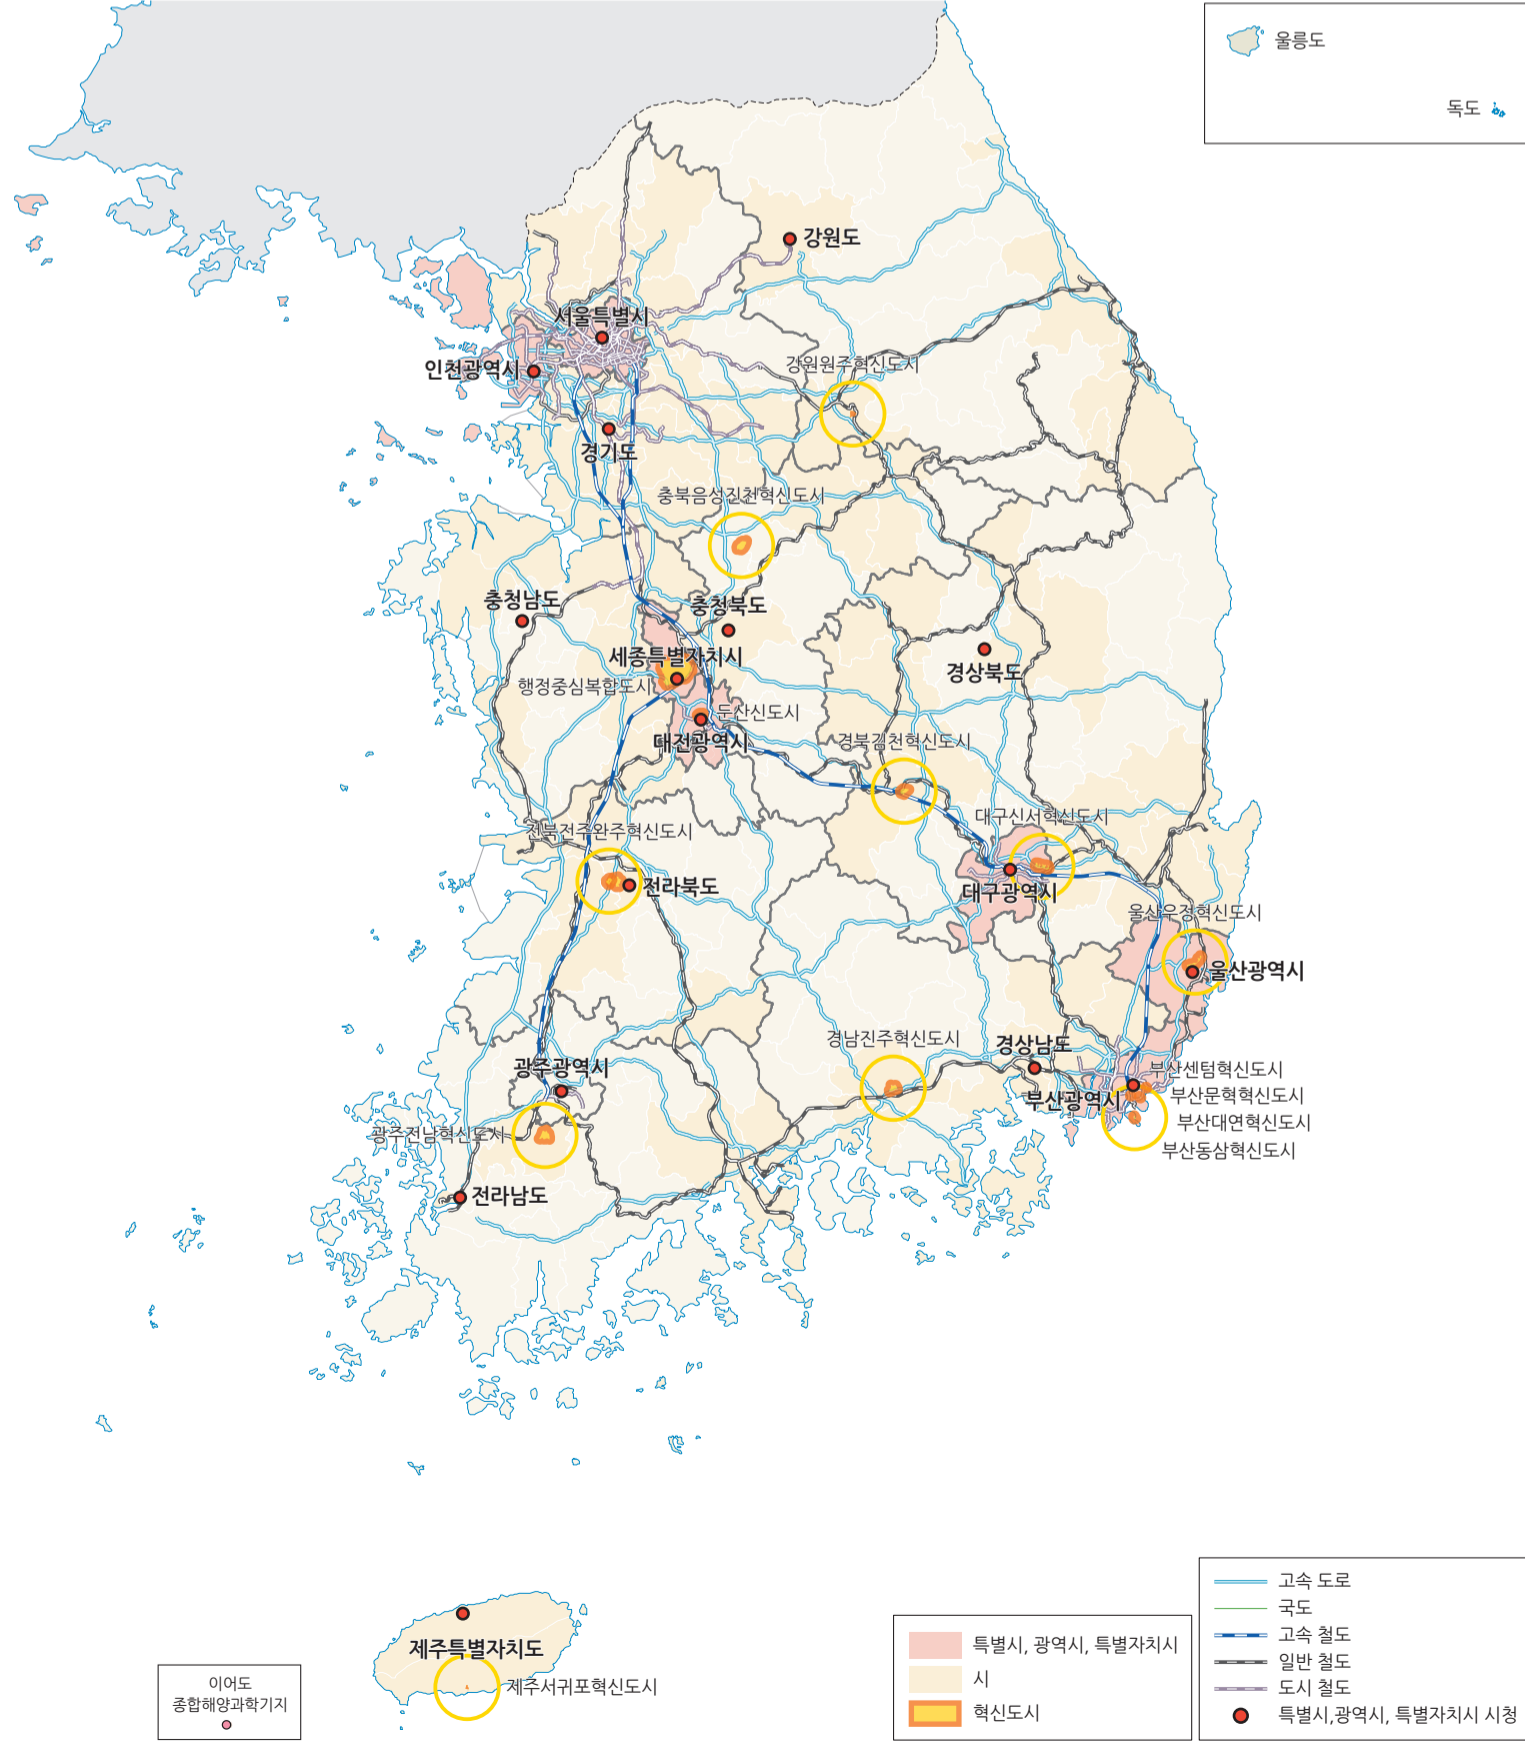 울릉도
독도
강원도
서울특별시
인천광역시
강원원주혁신도시
경기도
충북음성진천혁신도시
충청남도
충청북도
세종특별자치시
경상북도
행정중심복합도시
둔산신도시
대전광역시
경북김천혁신도시
대구신서혁신도시
전북전주완주혁신도시
전라북도
대구광역시
울산우정혁신도시
울산광역시
경남진주혁신도시
경상남도
광주광역시
부산센텀혁신도시
부산문혁혁신도시
부산광역시
부산대연혁신도시
광주전남혁신도시
부산동삼혁신도시
전라남도
제주특별자치도
제주서귀포혁신도시
이어도
종합해양과학기지
특별시, 광역시, 특별자치시
시
혁신도시
고속 도로
국도
고속 철도
일반 철도
도시 철도
특별시,광역시, 특별자치시 시청